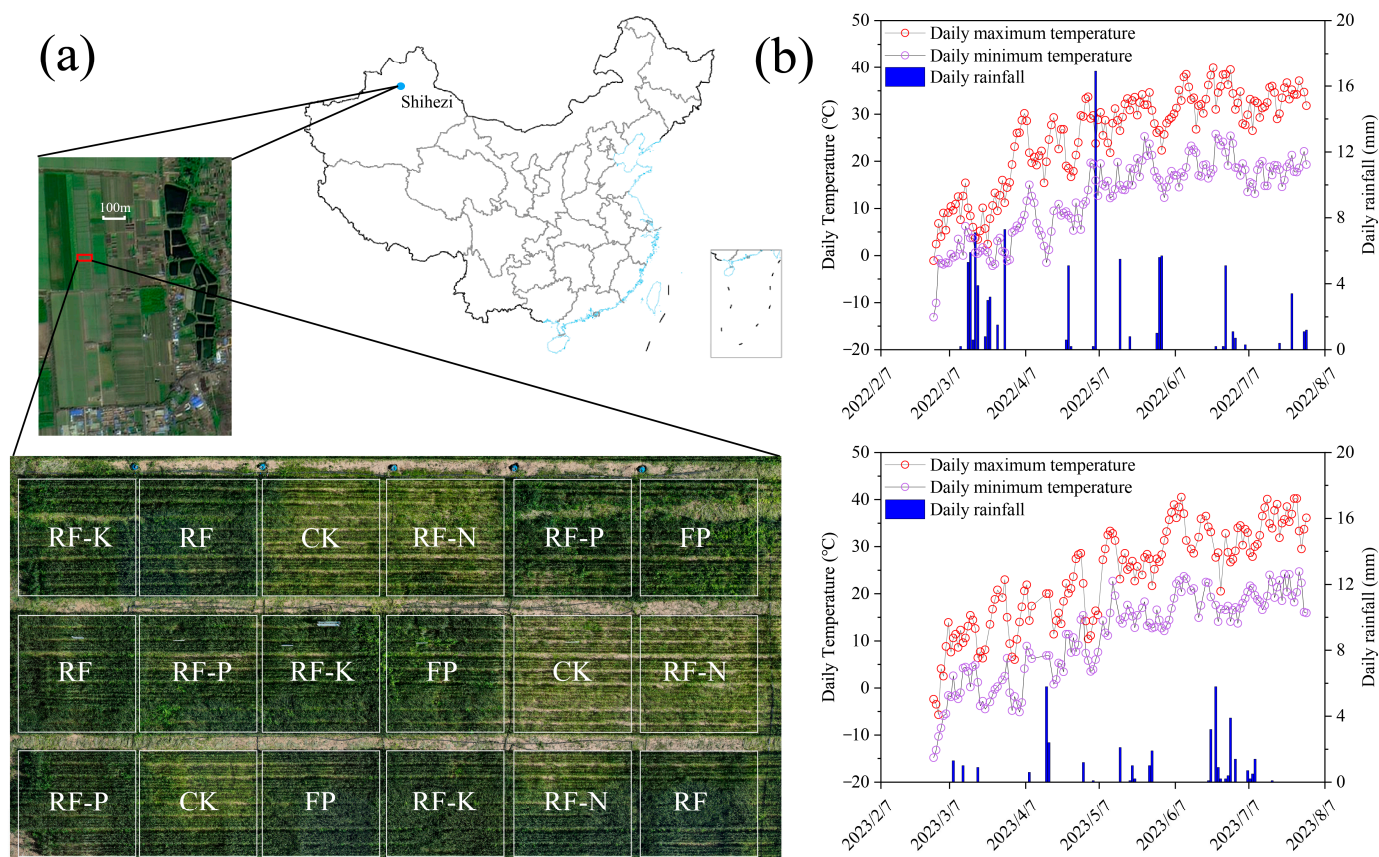 (a)
Shihezi
100m
RF-K RF CK RF-N RF-P FP
RF RF-P RF-K FP CK RF-N
RF-P CK FP RF-K RF-N RF
(b)
Daily maximum temperature
Daily minimum temperature
Daily rainfall
Daily Temperature (°C)
50
40
30
20
10
0
−10
−20
Daily rainfall (mm)
20
16
12
8
4
0
2022/2/7 2022/3/7 2022/4/7 2022/5/7 2022/6/7 2022/7/7 2022/8/7
Daily maximum temperature
Daily minimum temperature
Daily rainfall
Daily Temperature (°C)
50
40
30
20
10
0
−10
−20
Daily rainfall (mm)
20
16
12
8
4
0
2023/2/7 2023/3/7 2023/4/7 2023/5/7 2023/6/7 2023/7/7 2023/8/7